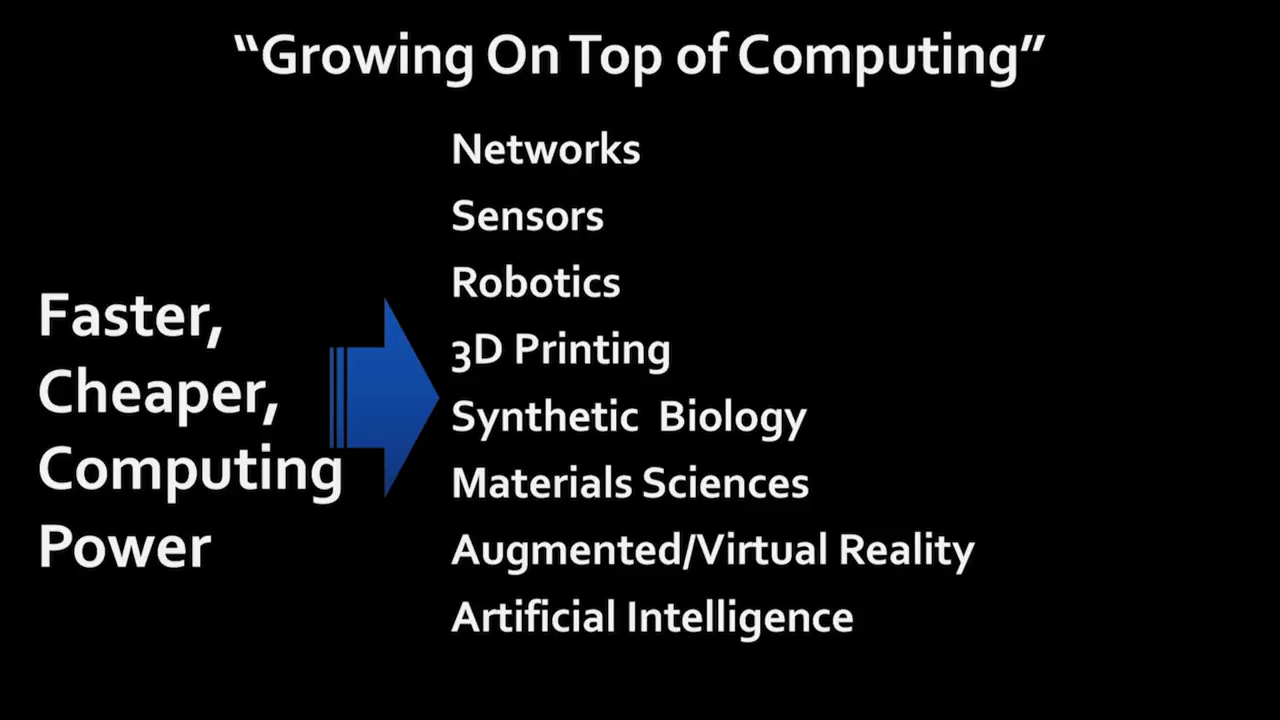 “Growing On Top of Computing”
Faster,
Cheaper,
Computing
Power
Networks
Sensors
Robotics
3D Printing
Synthetic  Biology
Materials Sciences
Augmented/Virtual Reality
Artificial Intelligence